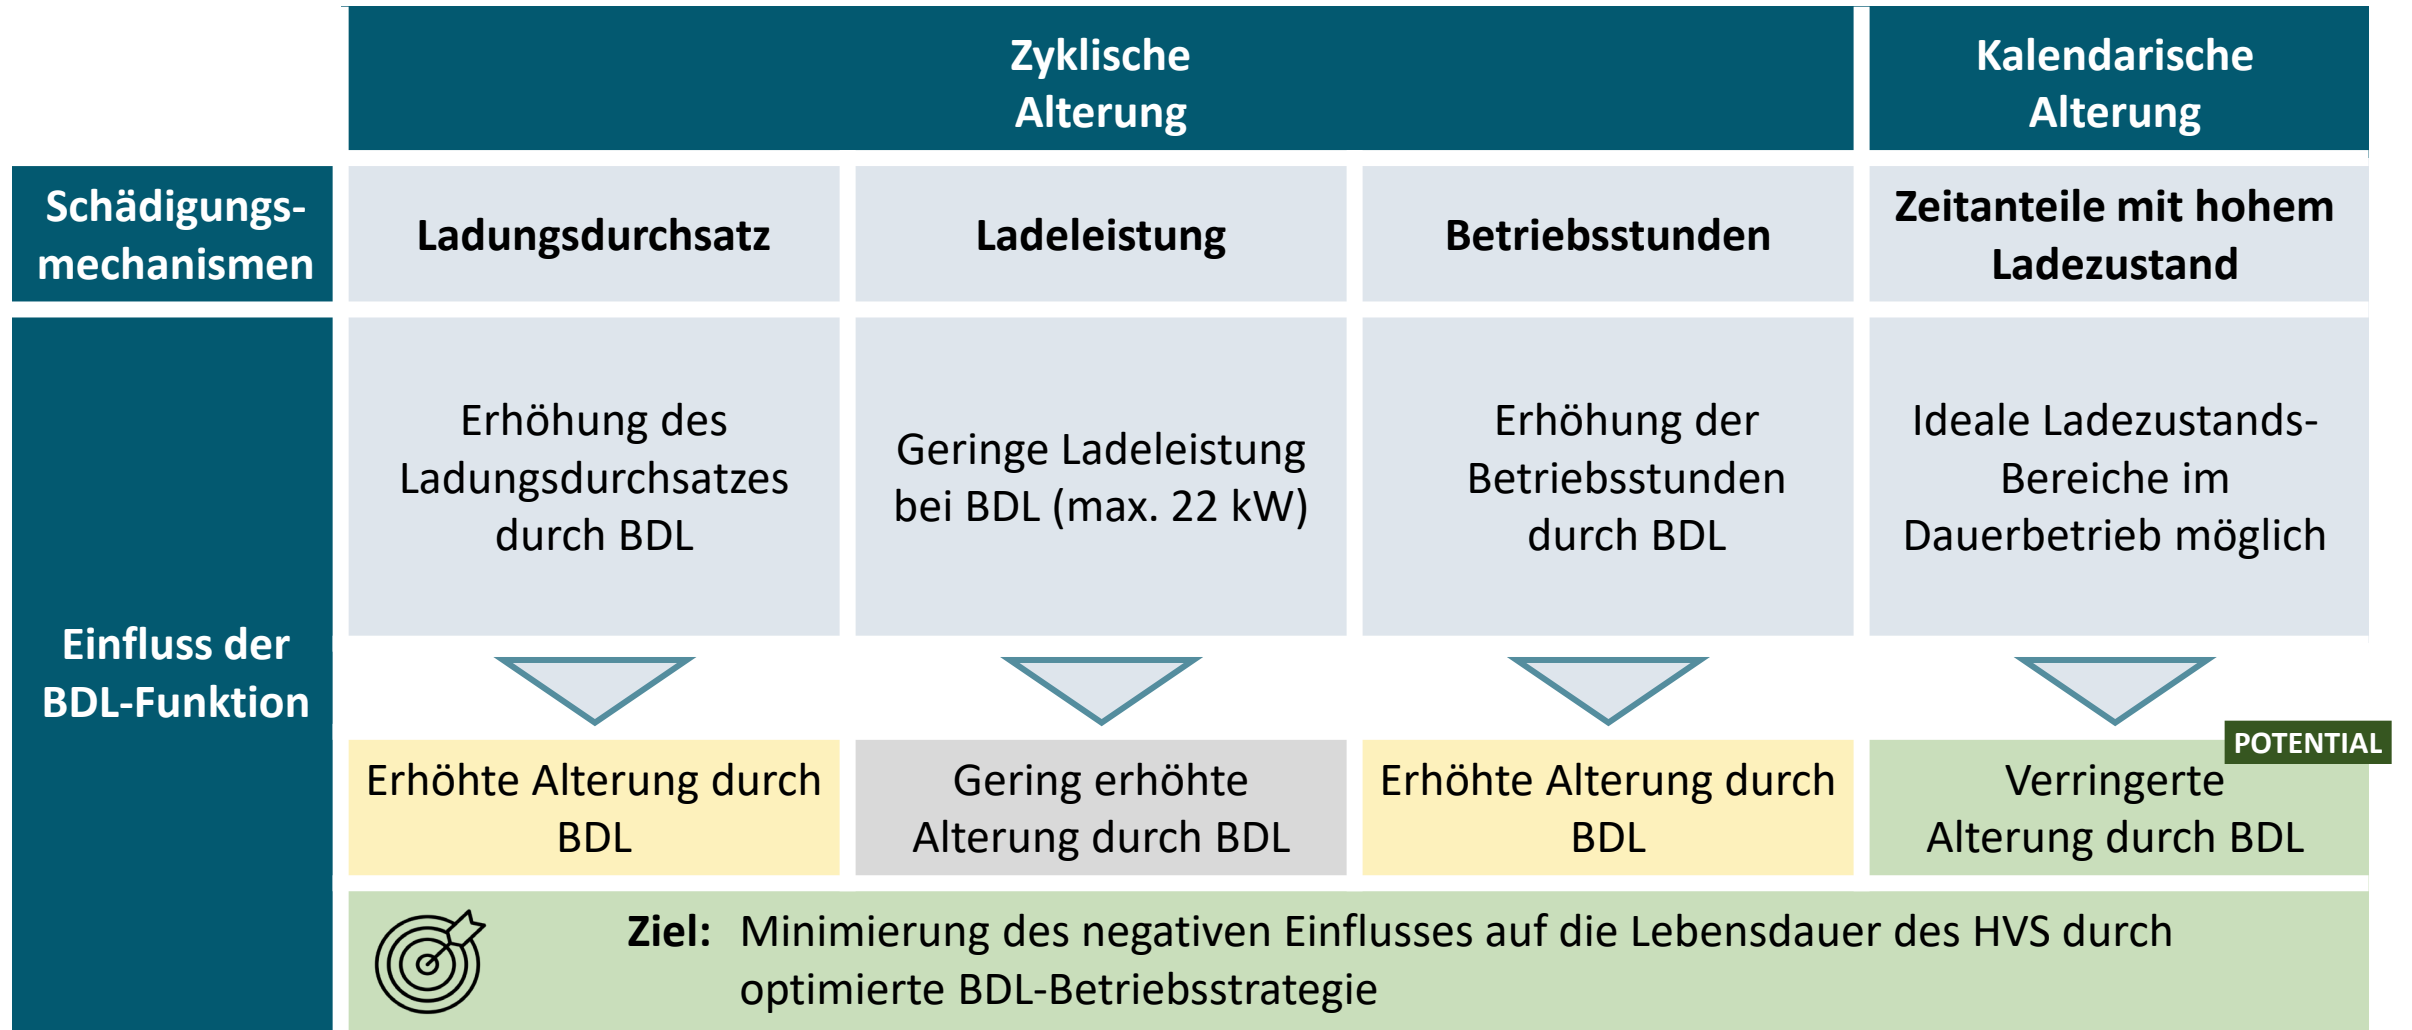 Zyklische
Alterung
Kalendarische
Alterung
Schädigungs-
mechanismen
Ladungsdurchsatz
Ladeleistung
Betriebsstunden
Zeitanteile mit hohem
Ladezustand
Einfluss der
BDL-Funktion
Erhöhung des
Ladungsdurchsatzes
durch BDL
Geringe Ladeleistung
bei BDL (max. 22 kW)
Erhöhung der
Betriebsstunden
durch BDL
Ideale Ladezustands-
Bereiche im
Dauerbetrieb möglich
Erhöhte Alterung durch
BDL
Gering erhöhte
Alterung durch BDL
Erhöhte Alterung durch
BDL
POTENTIAL
Verringerte
Alterung durch BDL
Ziel: Minimierung des negativen Einflusses auf die Lebensdauer des HVS durch
optimierte BDL-Betriebsstrategie